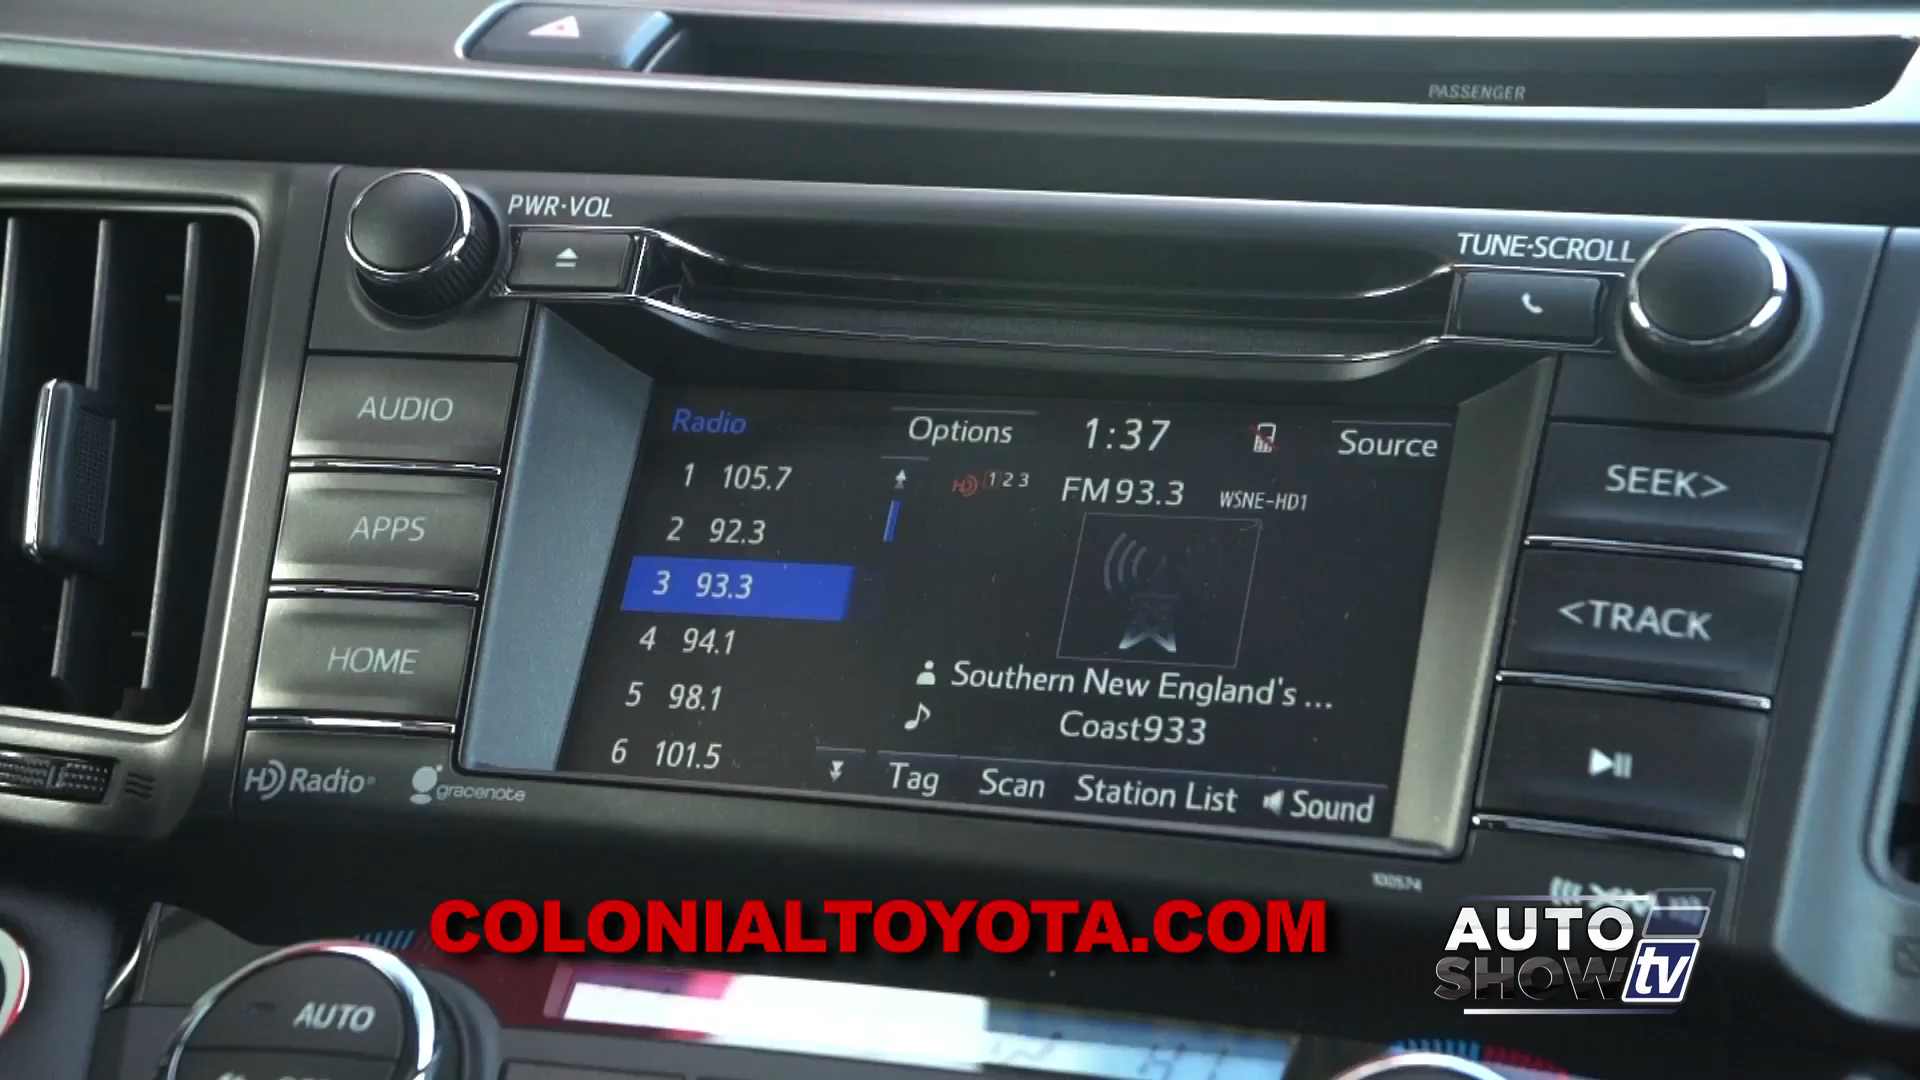 PASSENGER
PWR·VOL
TUNE·SCROLL
AUDIO
APPS
HOME
HD Radio
gracenote
Radio
Options
1:37
Source
1 105.7
2 92.3
3 93.3
4 94.1
5 98.1
6 101.5
HD 1 2 3
FM 93.3 WSNE-HD1
Southern New England's ...
Coast933
Tag
Scan
Station List
Sound
SEEK>
<TRACK
100574
COLONIALTOYOTA.COM
AUTO
SHOW tv
AUTO